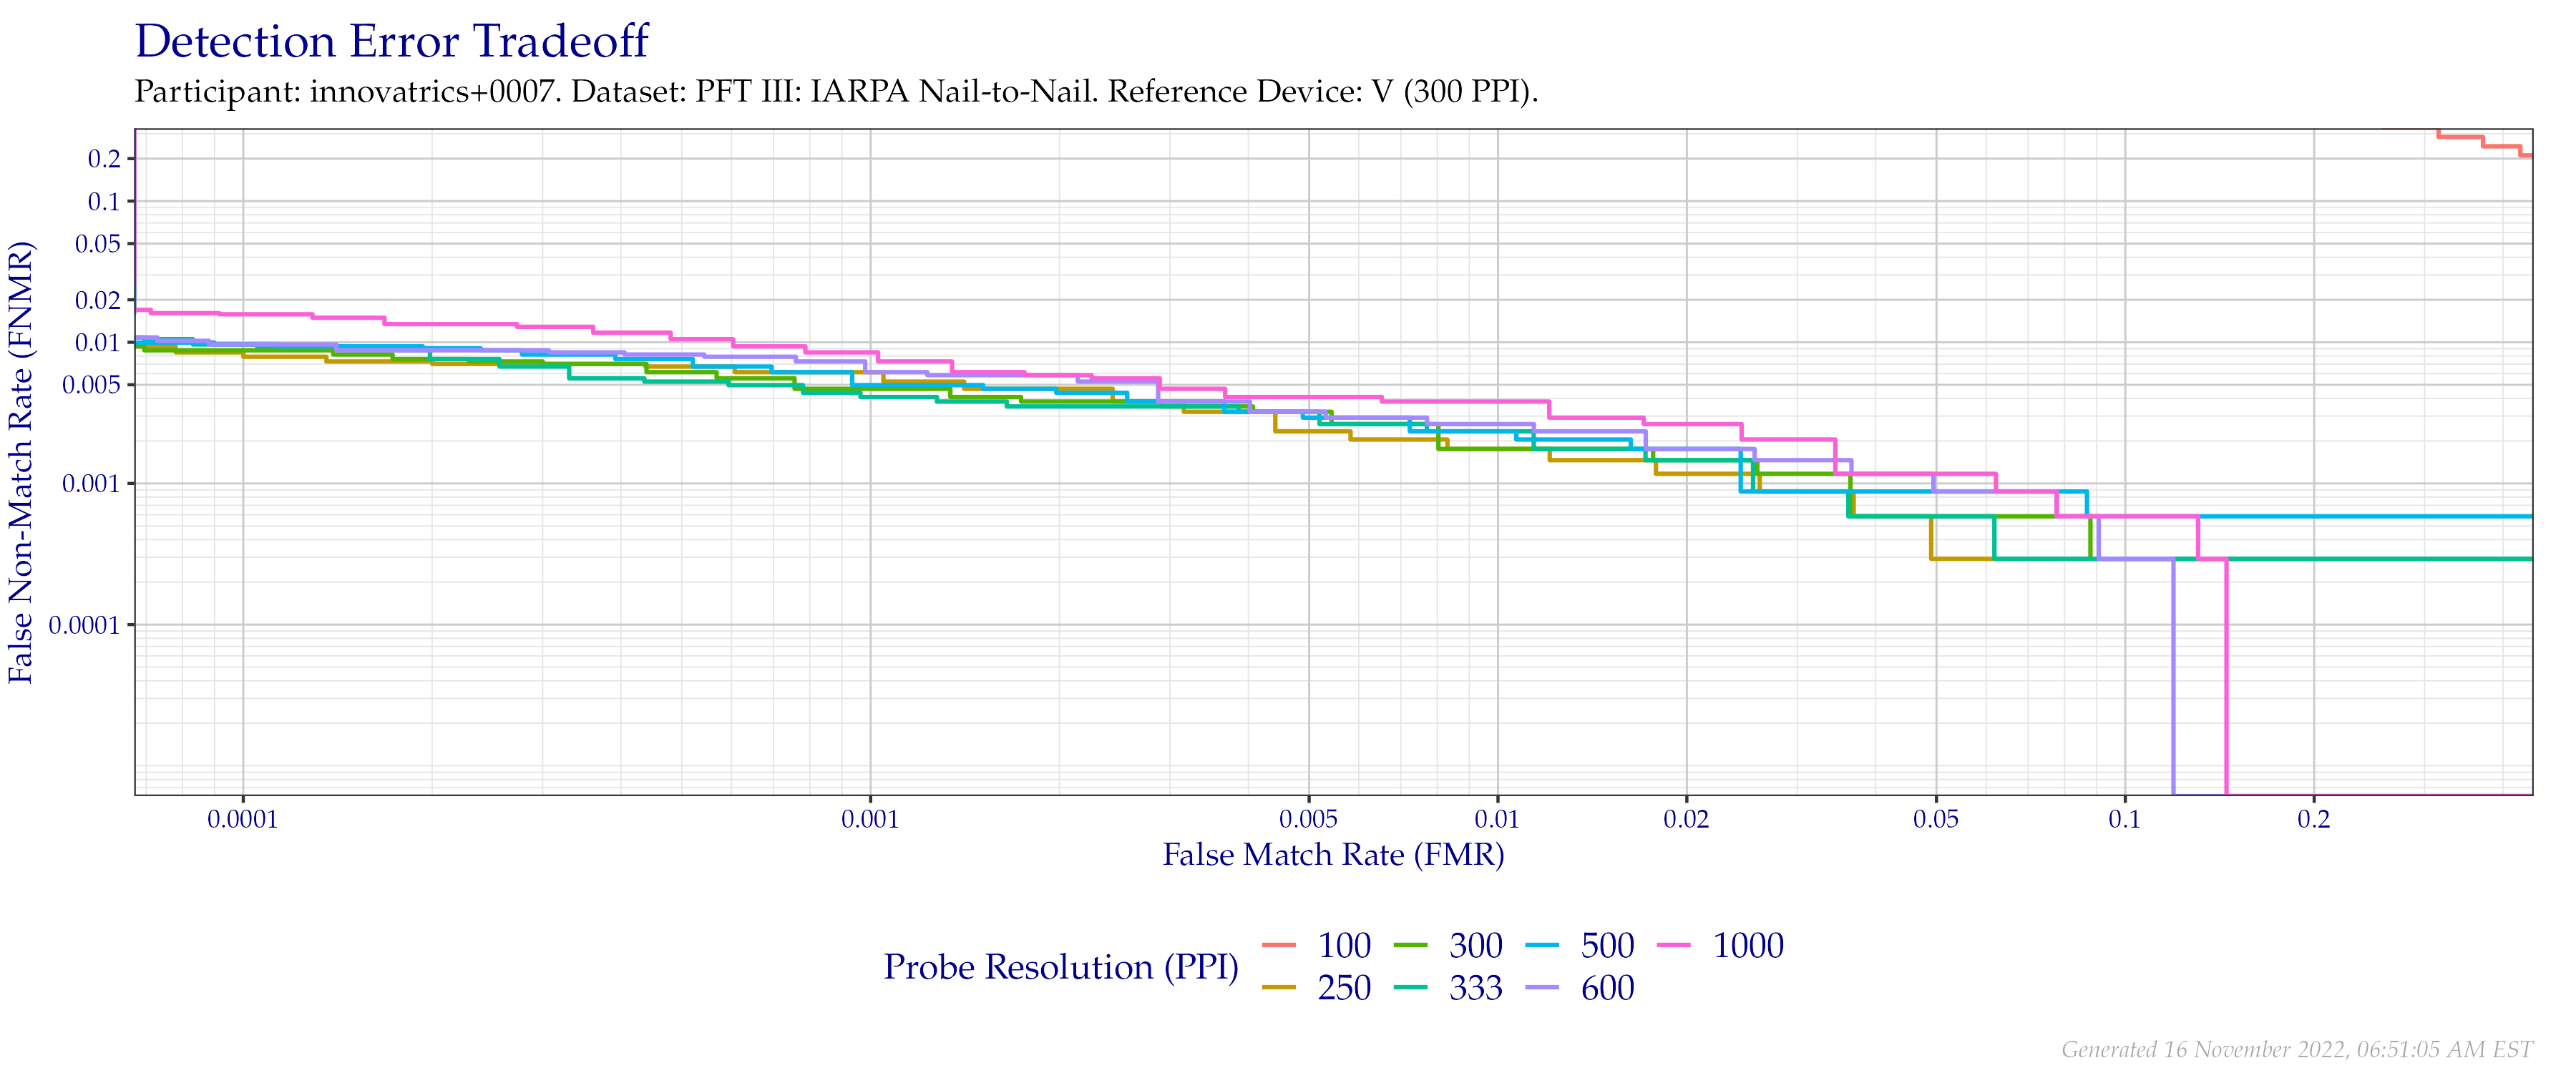 Detection Error Tradeoff
Participant: innovatrics+0007. Dataset: PFT III: IARPA Nail-to-Nail. Reference Device: V (300 PPI).
False Non-Match Rate (FNMR)
0.2
0.1
0.05
0.02
0.01
0.005
0.001
0.0001
0.0001 0.001 0.005 0.01 0.02 0.05 0.1 0.2
False Match Rate (FMR)
Probe Resolution (PPI)
100 300 500 1000
250 333 600
Generated 16 November 2022, 06:51:05 AM EST